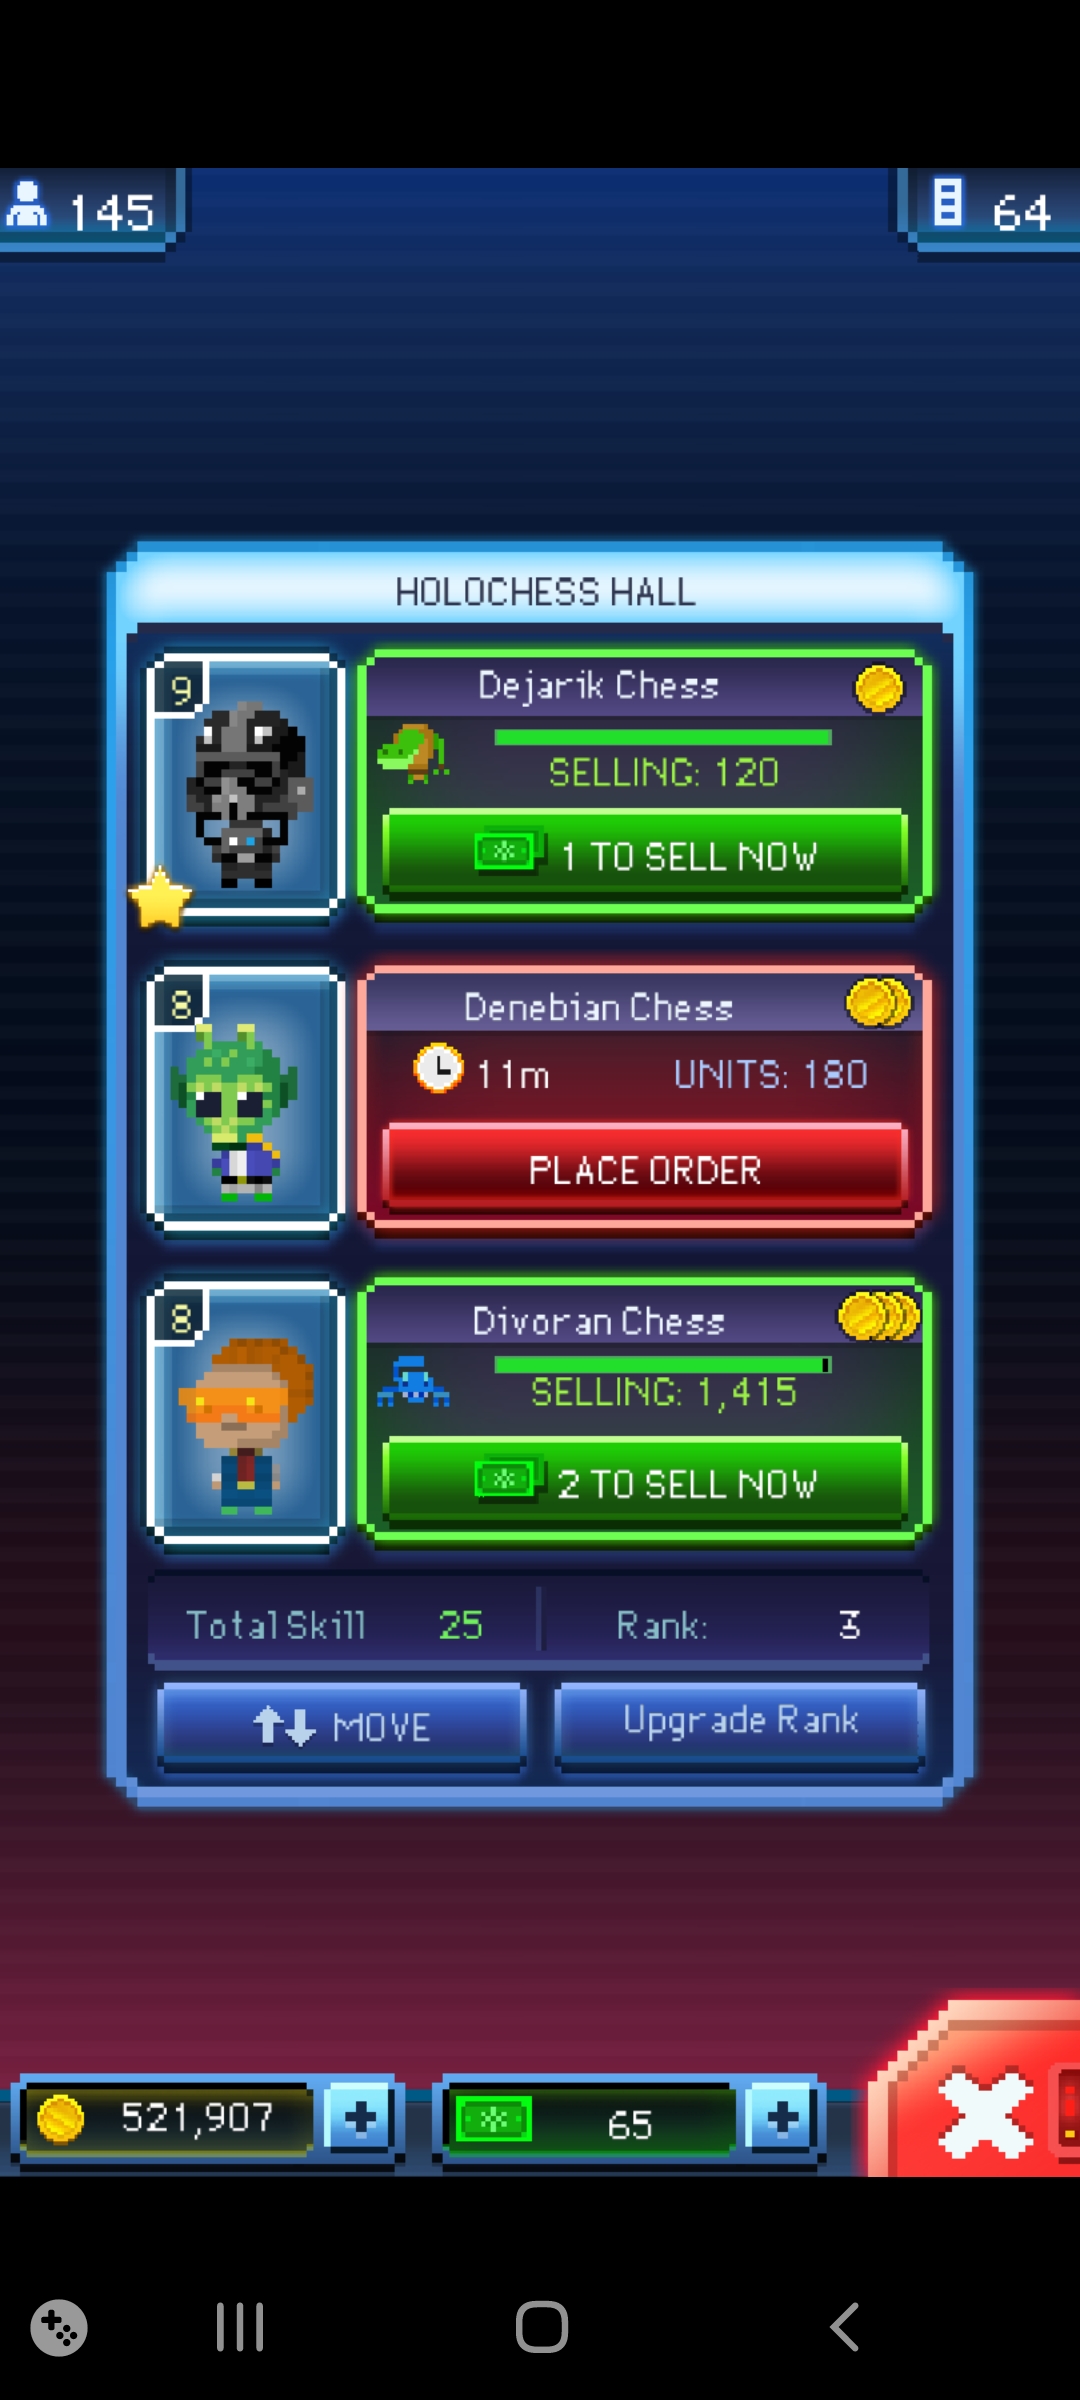 145
64
HOLOCHESS HALL
9
Dejarik Chess
SELLING: 120
1 TO SELL NOW
8
Denebian Chess
11m
UNITS: 180
PLACE ORDER
8
Divoran Chess
SELLING: 1,415
2 TO SELL NOW
Total Skill 25
Rank: 3
MOVE
Upgrade Rank
521,907
65